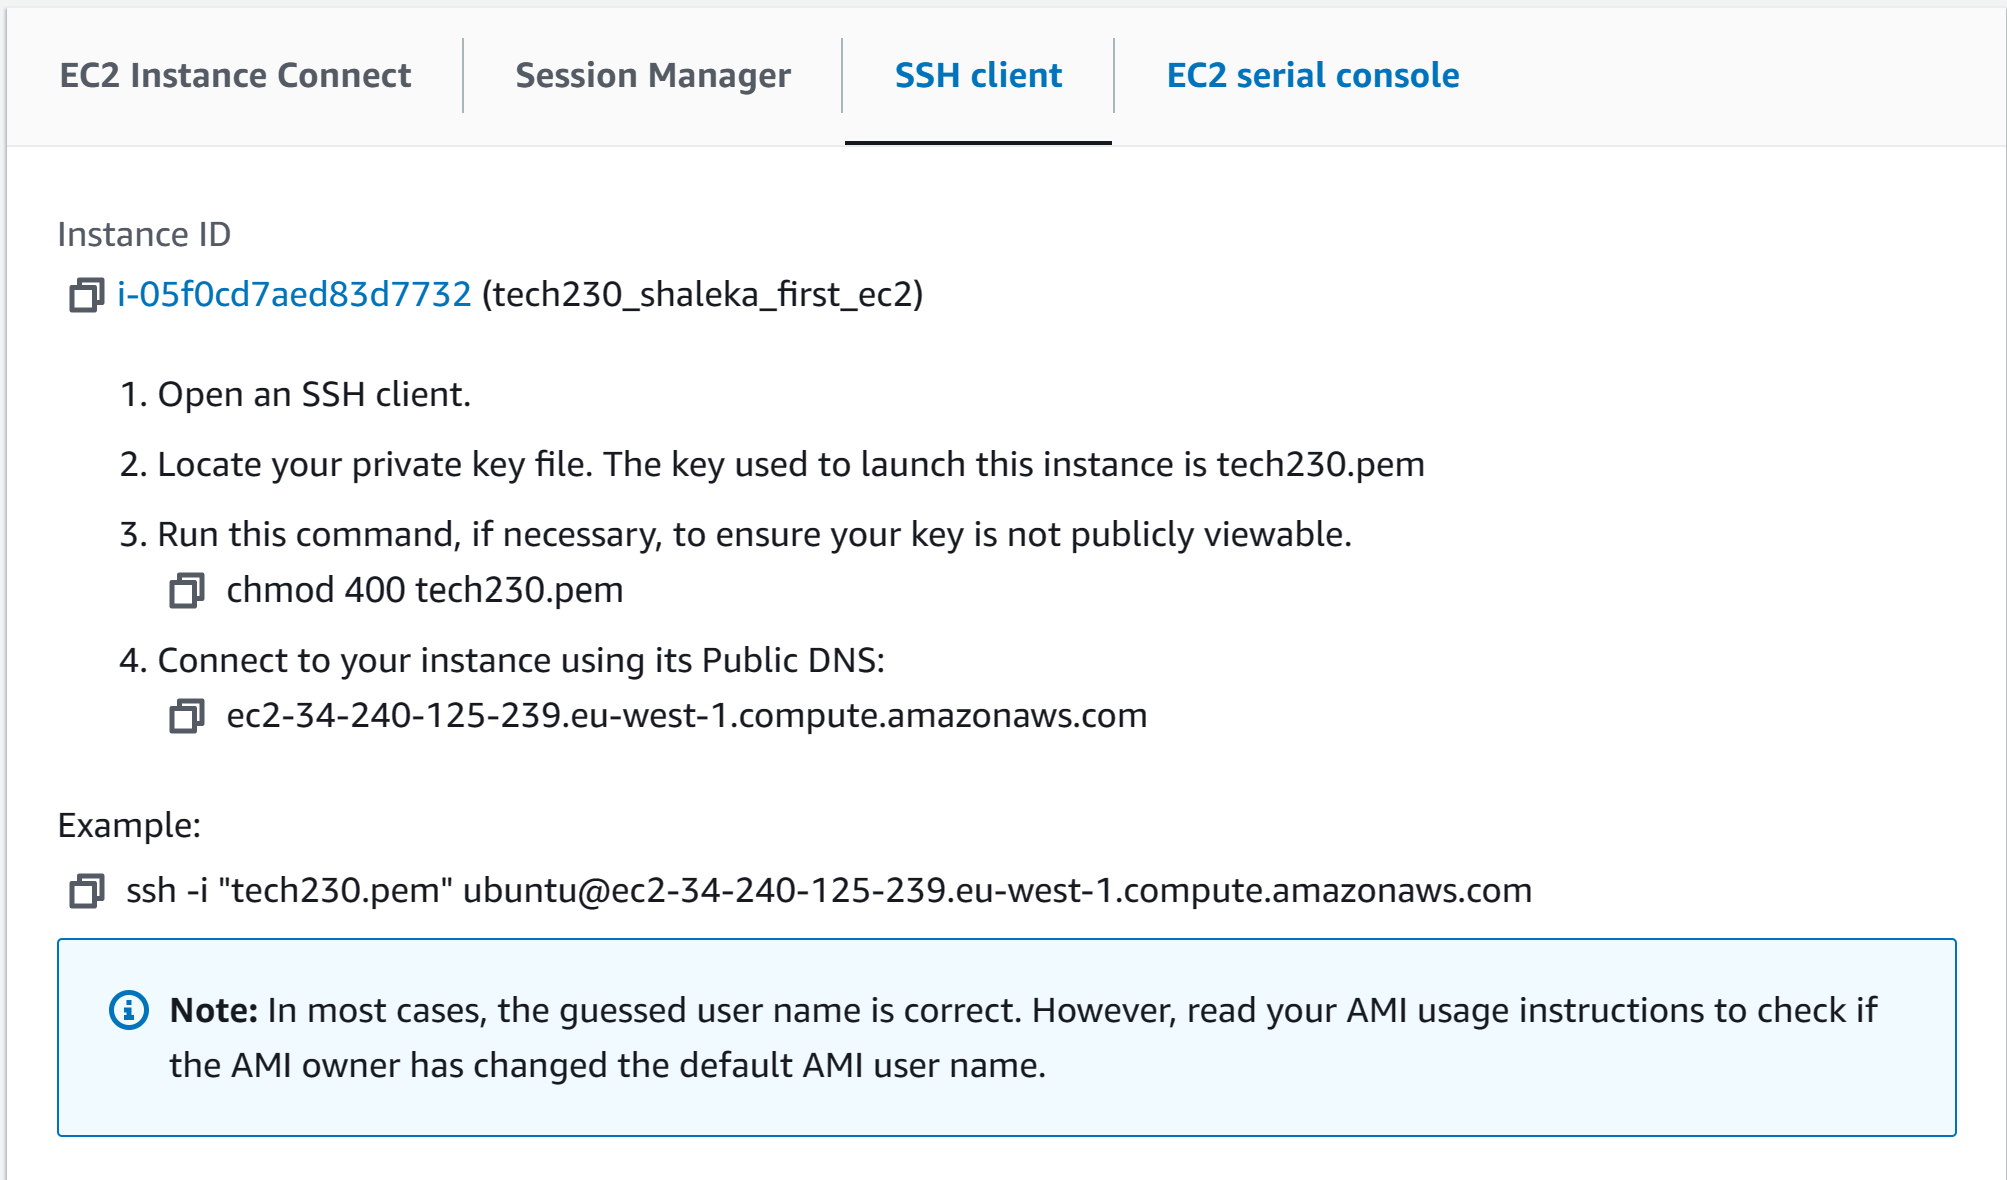 EC2 Instance Connect
Session Manager
SSH client
EC2 serial console
Instance ID
i-05f0cd7aed83d7732 (tech230_shaleka_first_ec2)
1. Open an SSH client.
2. Locate your private key file. The key used to launch this instance is tech230.pem
3. Run this command, if necessary, to ensure your key is not publicly viewable.
chmod 400 tech230.pem
4. Connect to your instance using its Public DNS:
ec2-34-240-125-239.eu-west-1.compute.amazonaws.com
Example:
ssh -i "tech230.pem" ubuntu@ec2-34-240-125-239.eu-west-1.compute.amazonaws.com
Note: In most cases, the guessed user name is correct. However, read your AMI usage instructions to check if
the AMI owner has changed the default AMI user name.